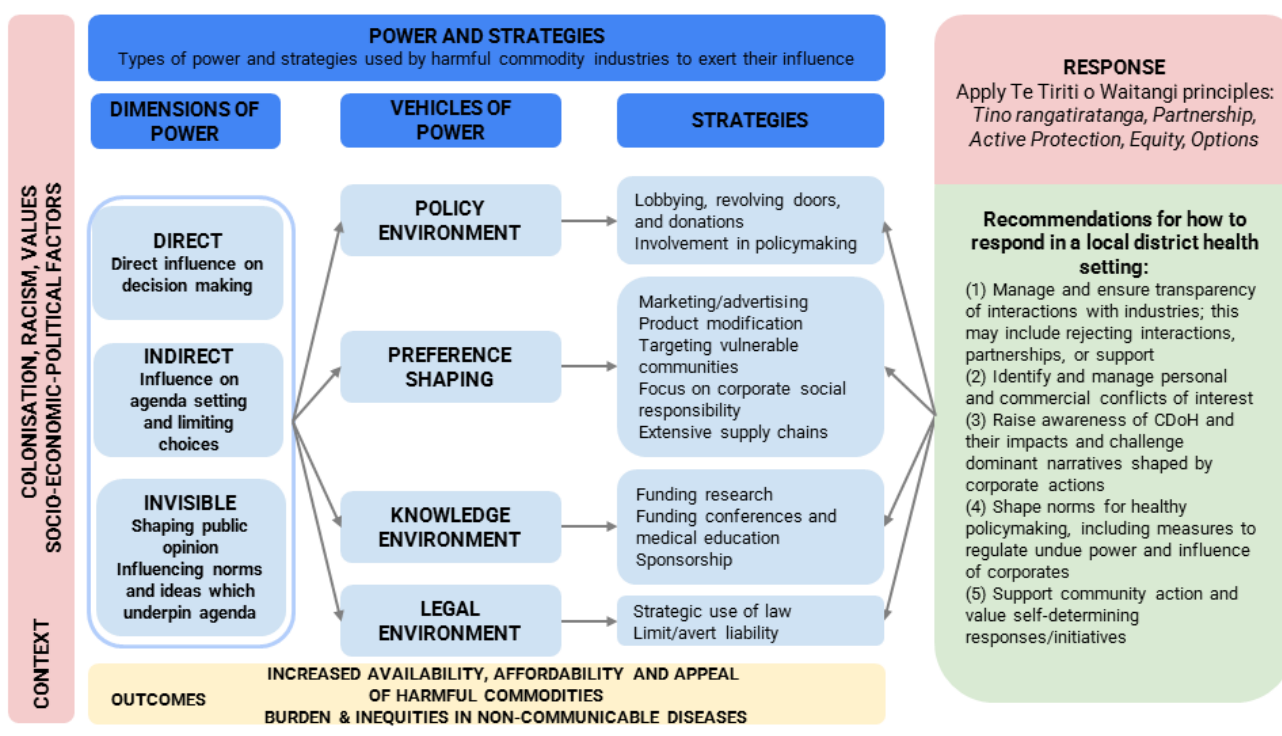 COLONISATION, RACISM, VALUES
SOCIO-ECONOMIC-POLITICAL FACTORS
CONTEXT
POWER AND STRATEGIES
Types of power and strategies used by harmful commodity industries to exert their influence
DIMENSIONS OF
POWER
DIRECT
Direct influence on
decision making
INDIRECT
Influence on
agenda setting
and limiting
choices
INVISIBLE
Shaping public
opinion
Influencing norms
and ideas which
underpin agenda
VEHICLES OF
POWER
POLICY
ENVIRONMENT
PREFERENCE
SHAPING
KNOWLEDGE
ENVIRONMENT
LEGAL
ENVIRONMENT
STRATEGIES
Lobbying, revolving doors,
and donations
Involvement in policymaking
Marketing/advertising
Product modification
Targeting vulnerable
communities
Focus on corporate social
responsibility
Extensive supply chains
Funding research
Funding conferences and
medical education
Sponsorship
Strategic use of law
Limit/avert liability
OUTCOMES
INCREASED AVAILABILITY, AFFORDABILITY AND APPEAL
OF HARMFUL COMMODITIES
BURDEN & INEQUITIES IN NON-COMMUNICABLE DISEASES
RESPONSE
Apply Te Tiriti o Waitangi principles:
Tino rangatiratanga, Partnership,
Active Protection, Equity, Options
Recommendations for how to
respond in a local district health
setting:
(1) Manage and ensure transparency
of interactions with industries; this
may include rejecting interactions,
partnerships, or support
(2) Identify and manage personal
and commercial conflicts of interest
(3) Raise awareness of CDoH and
their impacts and challenge
dominant narratives shaped by
corporate actions
(4) Shape norms for healthy
policymaking, including measures to
regulate undue power and influence
of corporates
(5) Support community action and
value self-determining
responses/initiatives